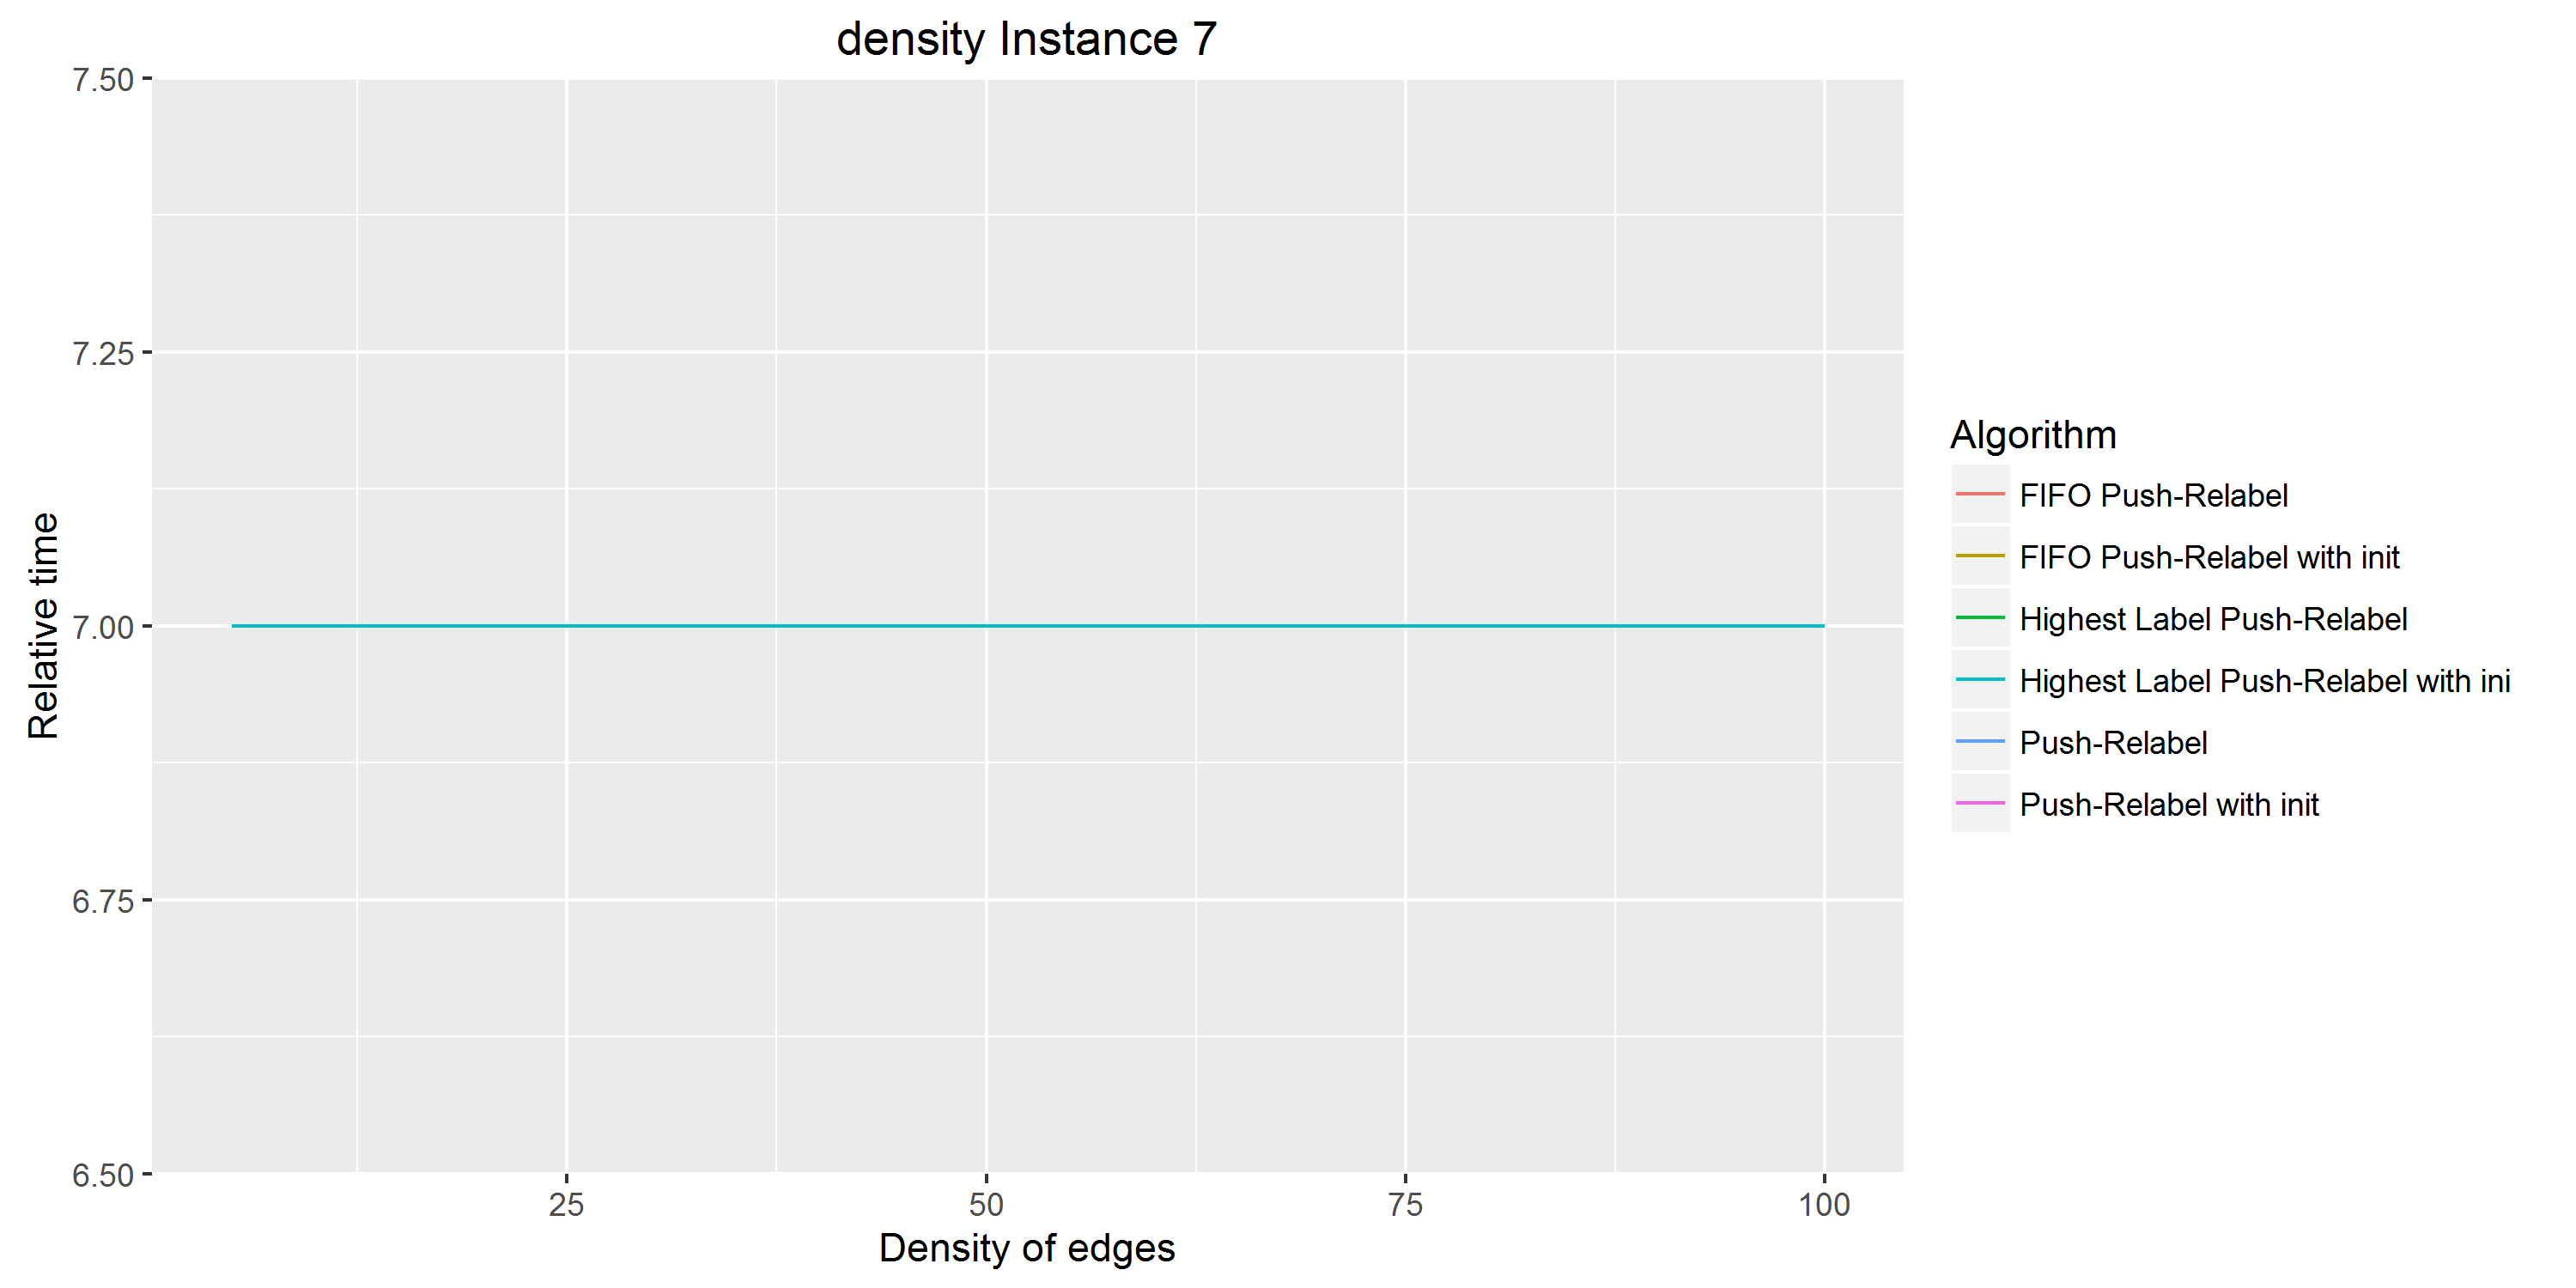 density Instance 7
7.50
7.25
7.00
6.75
6.50
Relative time
25
50
75
100
Density of edges
Algorithm
FIFO Push-Relabel
FIFO Push-Relabel with init
Highest Label Push-Relabel
Highest Label Push-Relabel with ini
Push-Relabel
Push-Relabel with init